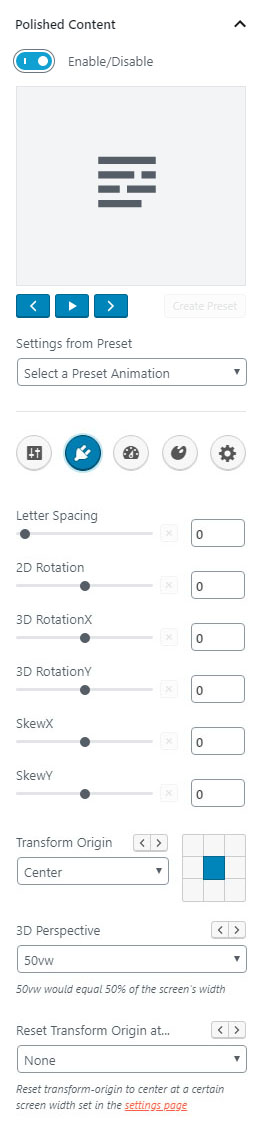 Polished Content
Enable/Disable
Create Preset
Settings from Preset
Select a Preset Animation
Letter Spacing
0
2D Rotation
0
3D RotationX
0
3D RotationY
0
SkewX
0
SkewY
0
Transform Origin
Center
3D Perspective
50vw
50vw would equal 50% of the screen's width
Reset Transform Origin at...
None
Reset transform-origin to center at a certain
screen width set in the settings page